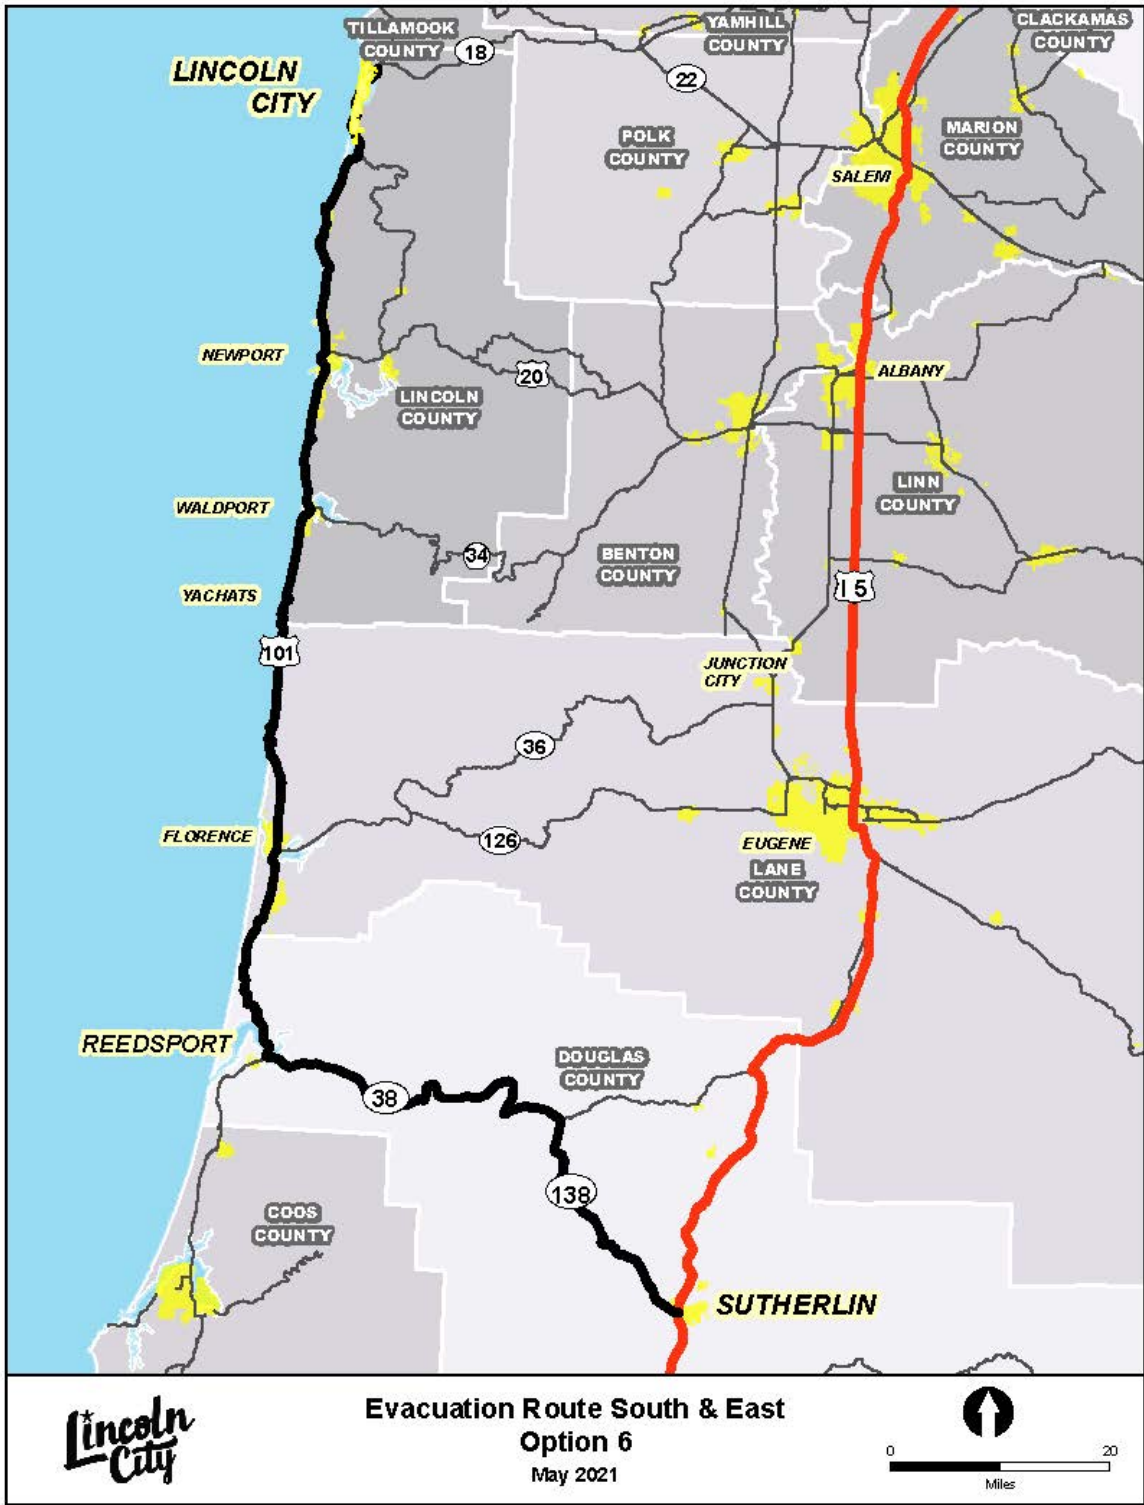 TILLAMOOK
COUNTY
YAMHILL
COUNTY
CLACKAMAS
COUNTY
18
LINCOLN
CITY
22
POLK
COUNTY
MARION
COUNTY
SALEM
NEWPORT
20
ALBANY
LINCOLN
COUNTY
LINN
COUNTY
WALDPORT
34
BENTON
COUNTY
I 5
YACHATS
101
JUNCTION
CITY
36
FLORENCE
126
EUGENE
LANE
COUNTY
REEDSPORT
DOUGLAS
COUNTY
38
138
COOS
COUNTY
SUTHERLIN
Lincoln
City
Evacuation Route South & East
Option 6
May 2021
0 20
Miles